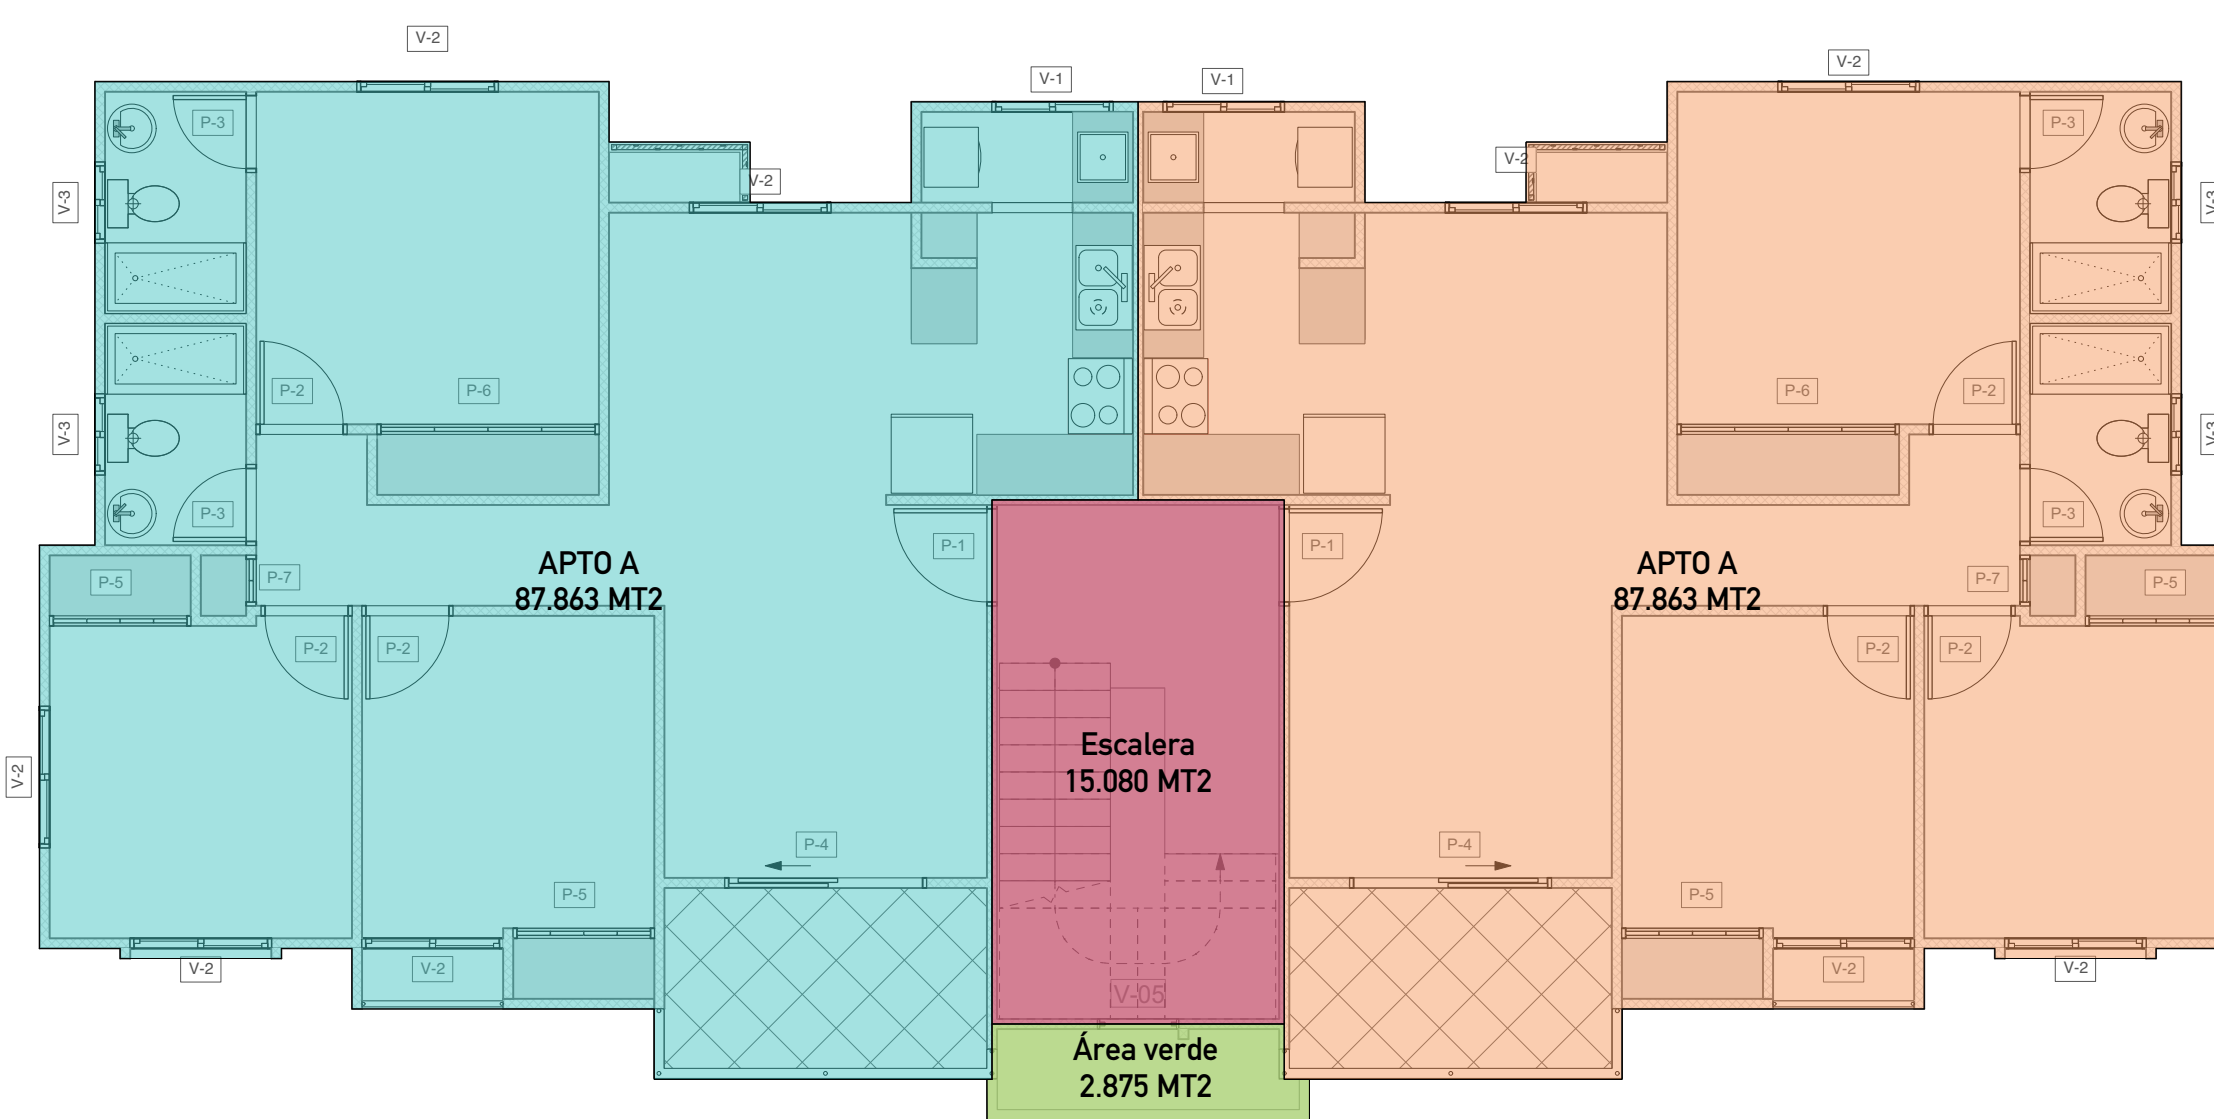 V-2
V-1
V-1
V-2
P-3
P-3
V-2
V-2
V-3
V-3
P-2
P-6
P-6
P-2
V-3
V-3
P-3
P-3
P-1
P-1
P-5
P-7
APTO A
87.863 MT2
APTO A
87.863 MT2
P-7
P-5
P-2
P-2
P-2
P-2
Escalera
15.080 MT2
V-2
P-4
P-4
P-5
P-5
V-2
V-2
V-05
V-2
V-2
Área verde
2.875 MT2